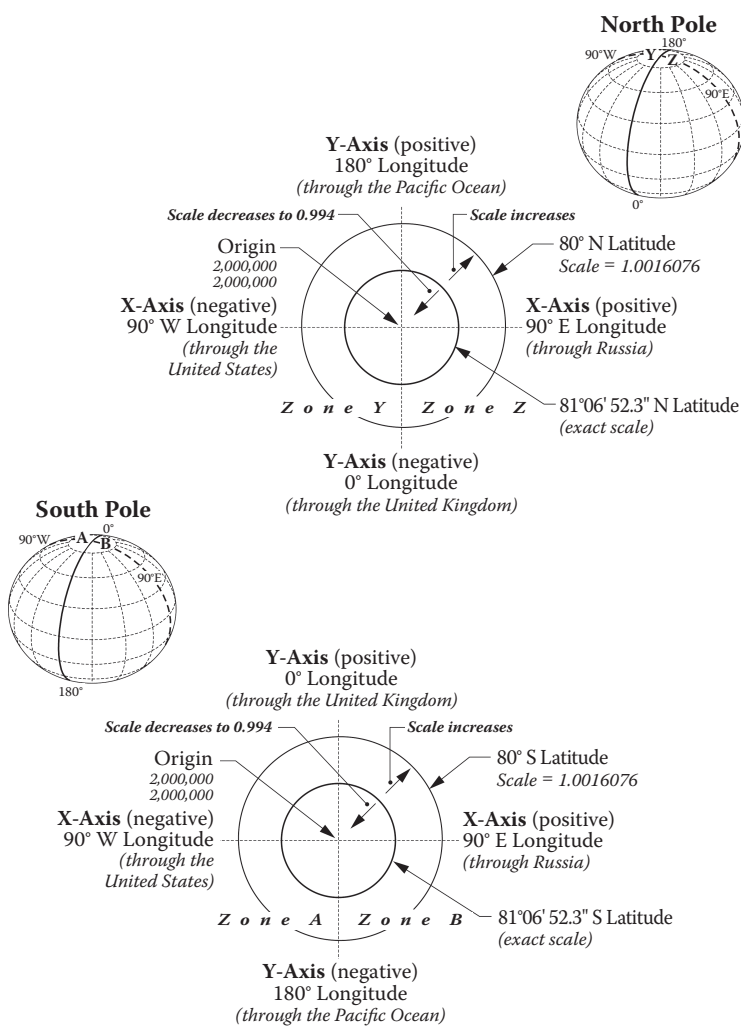 North Pole
180°
90°W
Y
Z
90°E
0°
Y-Axis (positive)
180° Longitude
(through the Pacific Ocean)
Scale decreases to 0.994
Scale increases
Origin
2,000,000
2,000,000
80° N Latitude
Scale = 1.0016076
X-Axis (negative)
90° W Longitude
(through the
United States)
X-Axis (positive)
90° E Longitude
(through Russia)
Zone Y
Zone Z
81°06' 52.3" N Latitude
(exact scale)
Y-Axis (negative)
0° Longitude
(through the United Kingdom)
South Pole
0°
90°W
A
B
90°E
180°
Y-Axis (positive)
0° Longitude
(through the United Kingdom)
Scale decreases to 0.994
Scale increases
Origin
2,000,000
2,000,000
80° S Latitude
Scale = 1.0016076
X-Axis (negative)
90° W Longitude
(through the
United States)
X-Axis (positive)
90° E Longitude
(through Russia)
Zone A
Zone B
81°06' 52.3" S Latitude
(exact scale)
Y-Axis (negative)
180° Longitude
(through the Pacific Ocean)